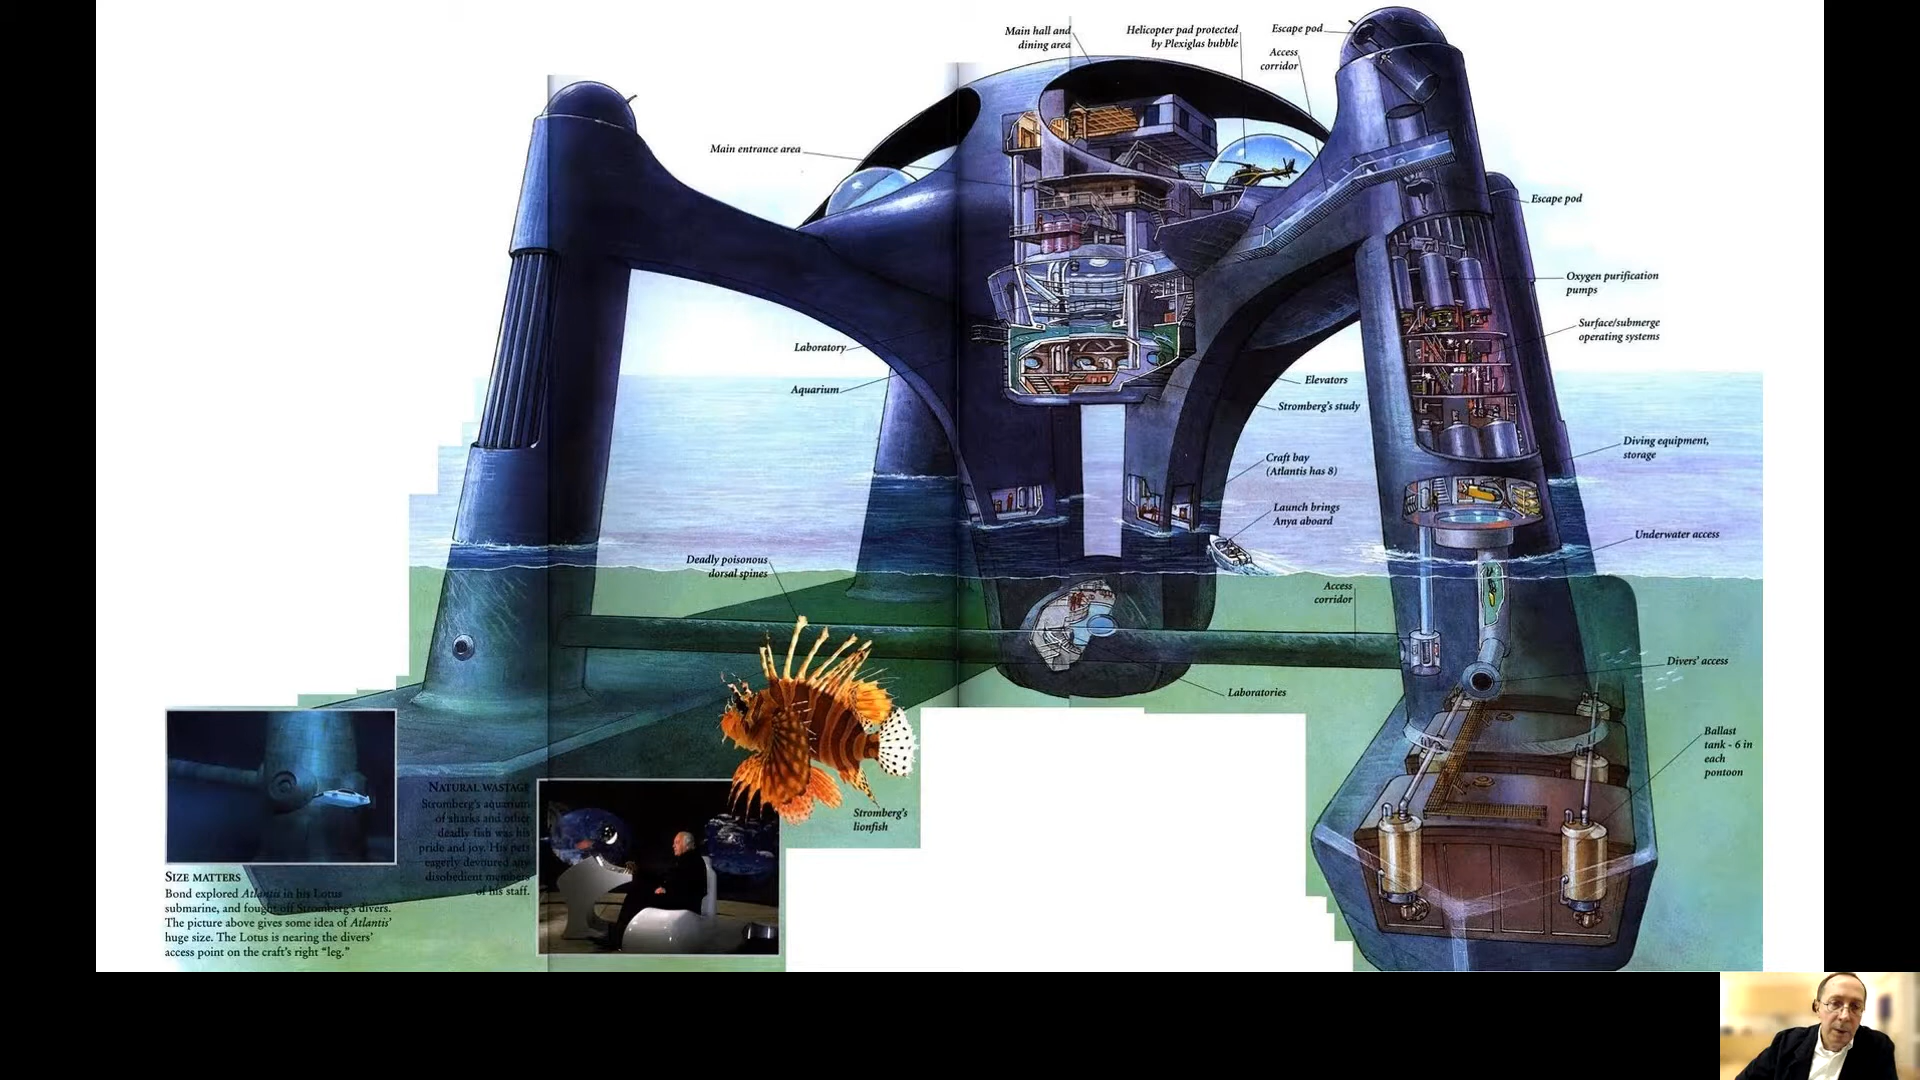 Main hall and
dining area
Helicopter pad protected
by Plexiglas bubble
Escape pod
Access
corridor
Main entrance area
Escape pod
Oxygen purification
pumps
Surface/submerge
operating systems
Laboratory
Aquarium
Elevators
Stromberg's study
Diving equipment,
storage
Craft bay
(Atlantis has 8)
Launch brings
Anya aboard
Underwater access
Deadly poisonous
dorsal spines
Access
corridor
Divers' access
Laboratories
Ballast
tank - 6 in
each
pontoon
Stromberg's
lionfish
NATURAL WASTAGE
Stromberg's aquarium
of sharks and other
deadly fish was his
pride and joy. His pets
eagerly devoured any
disobedient members
of his staff.
SIZE MATTERS
Bond explored Atlantis in his Lotus
submarine, and fought off Stromberg's divers.
The picture above gives some idea of Atlantis'
huge size. The Lotus is nearing the divers'
access point on the craft's right “leg.”